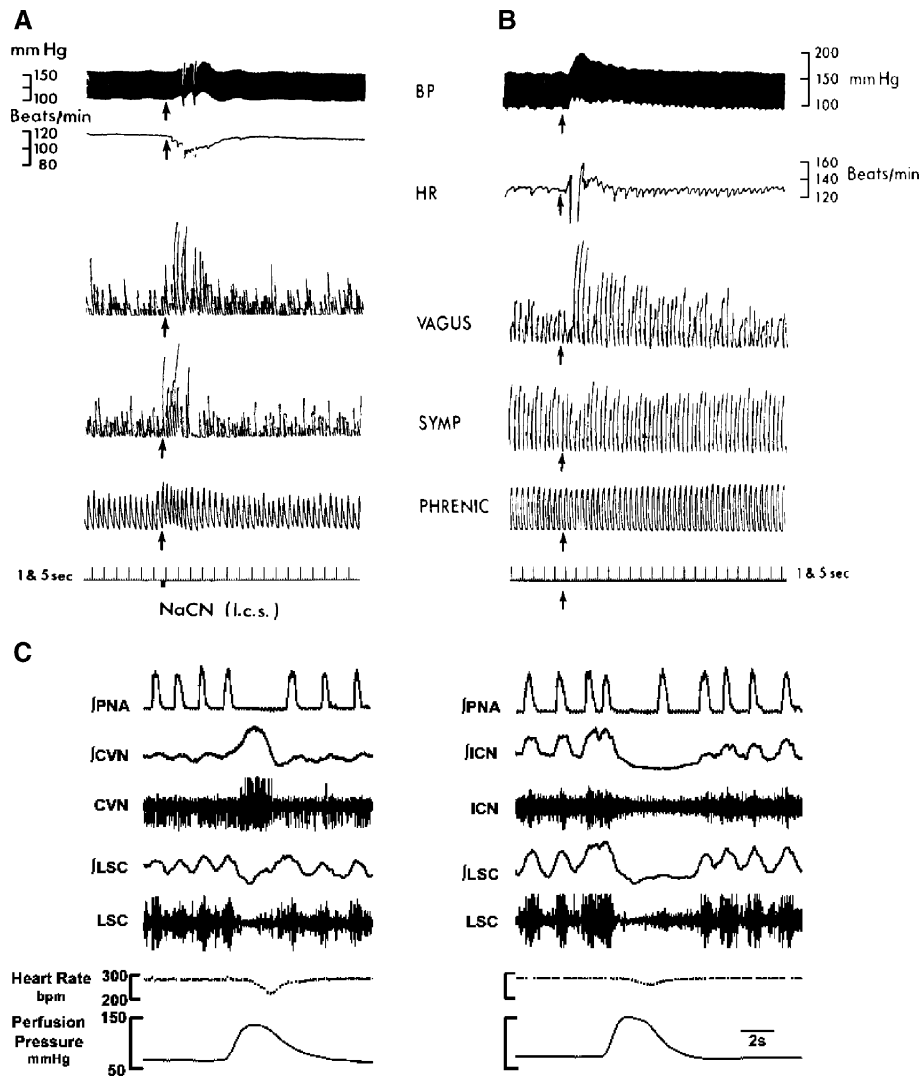 A
mm Hg
150
100
Beats/min
120
100
80
1 & 5 sec
NaCN (l.c.s.)
BP
HR
VAGUS
SYMP
PHRENIC
B
200
150
100
mm Hg
160
140
120
Beats/min
1 & 5 sec
C
∫PNA
∫CVN
CVN
∫LSC
LSC
Heart Rate
bpm
300
200
Perfusion
Pressure
mmHg
150
50
∫PNA
∫ICN
ICN
∫LSC
LSC
2s